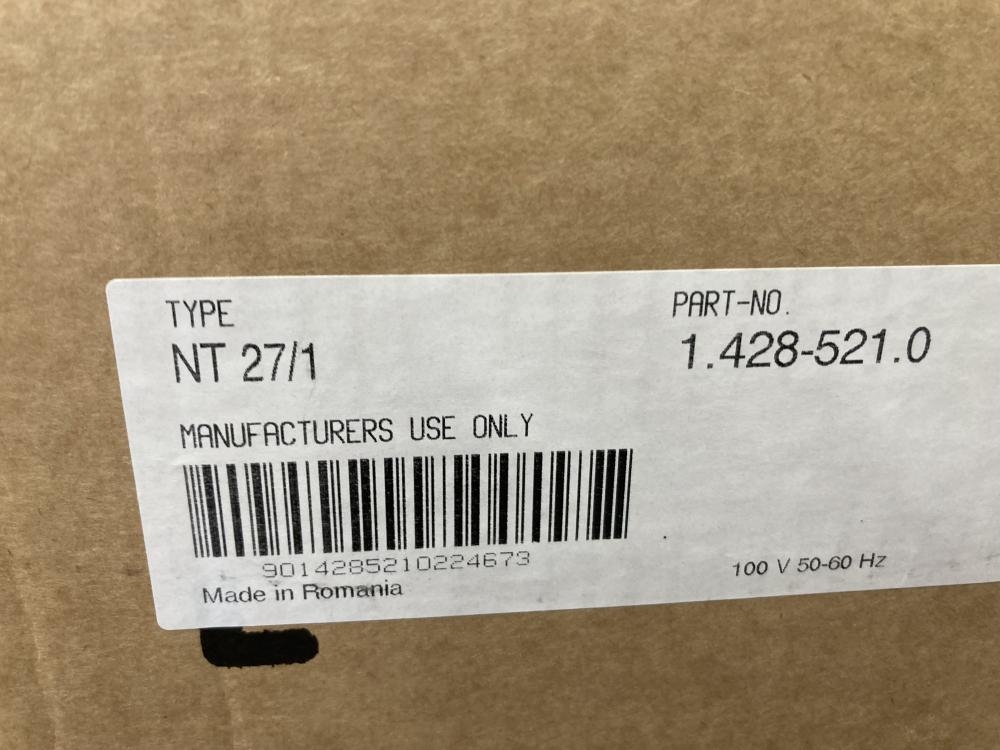 TYPE
NT 27/1
PART-NO.
1.428-521.0
MANUFACTURERS USE ONLY
9014285210224673
Made in Romania
100 V 50-60 Hz